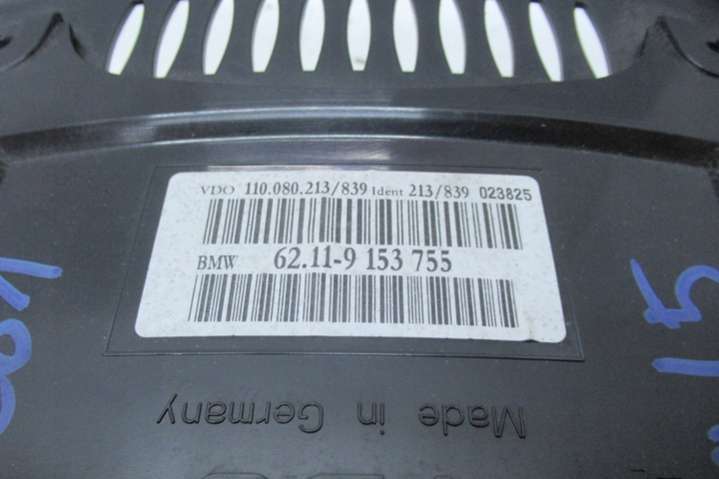 VDO 110.080.213/839 Ident 213/839 023825
BMW 62.11-9 153 755
Made in Germany